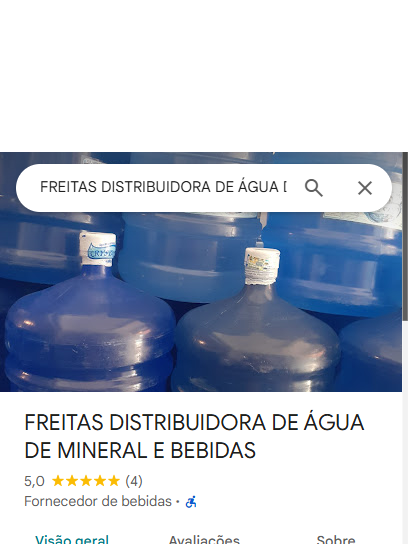 FREITAS DISTRIBUIDORA DE ÁGUA D
FREITAS DISTRIBUIDORA DE ÁGUA
DE MINERAL E BEBIDAS
5,0 (4)
Fornecedor de bebidas ·
Visão geral Avaliações Sobre